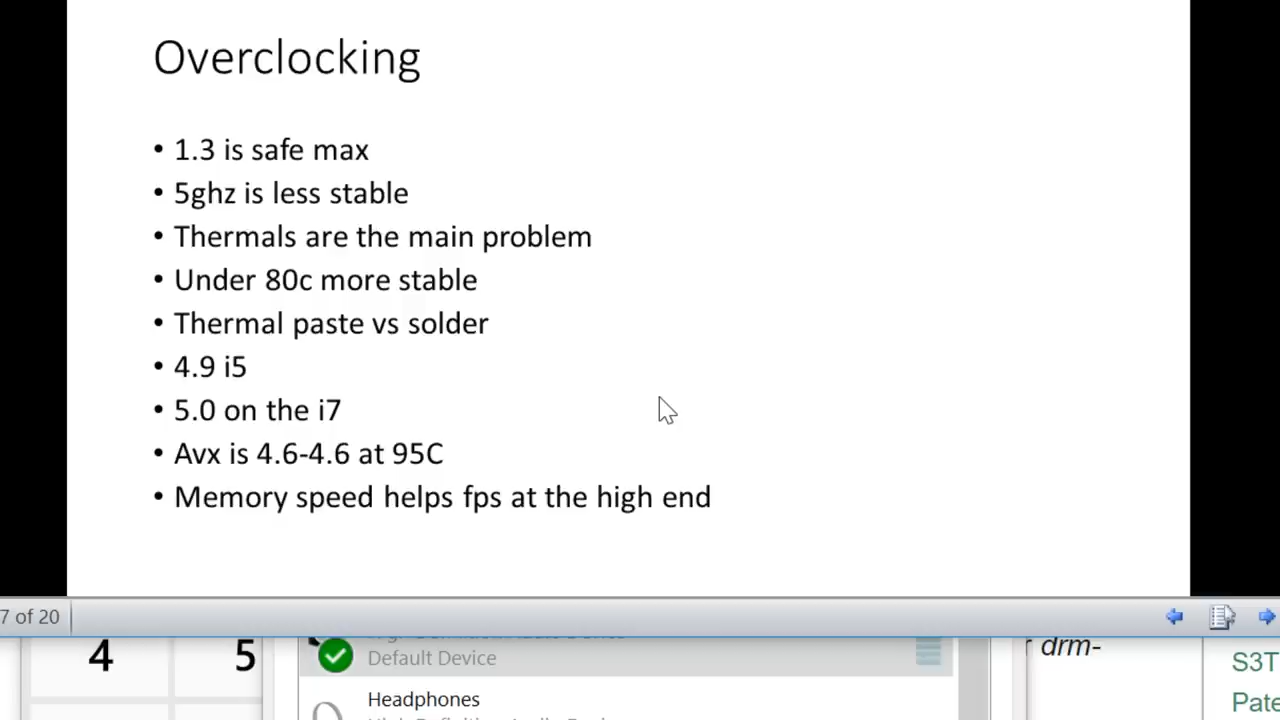 Overclocking
• 1.3 is safe max
• 5ghz is less stable
• Thermals are the main problem
• Under 80c more stable
• Thermal paste vs solder
• 4.9 i5
• 5.0 on the i7
• Avx is 4.6-4.6 at 95C
• Memory speed helps fps at the high end
7 of 20
4 5
Default Device
Headphones
drm-
S3T
Pate